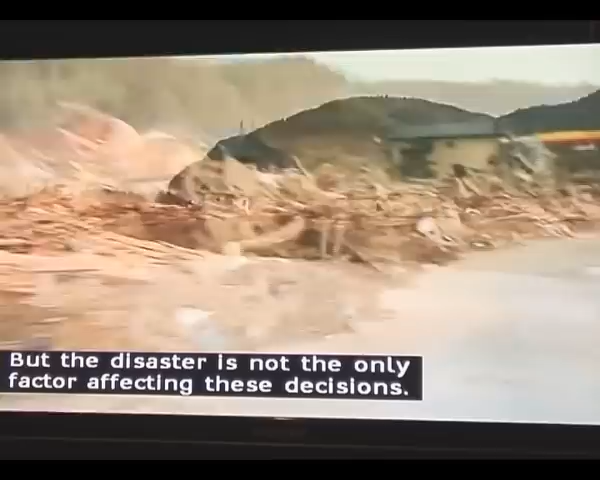 But the disaster is not the only
factor affecting these decisions.